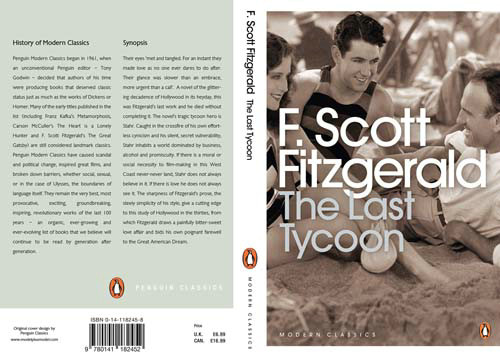 History of Modern Classics
Penguin Modern Classics began in 1961, when
an unconventional Penguin editor – Tony
Godwin – decided that authors of his time
were producing books that deserved classic
status just as much as the works of Dickens or
Homer. Many of the early titles published in the
list (including Franz Kafka's Metamorphosis,
Carson McCuller's The Heart is a Lonely
Hunter and F. Scott Fitzgerald's The Great
Gatsby) are still considered landmark classics.
Penguin Modern Classics have caused scandal
and political change, inspired great films, and
broken down barriers, whether social, sexual,
or in the case of Ulysses, the boundaries of
language itself. They remain the very best, most
provocative, exciting, groundbreaking,
inspiring, revolutionary works of the last 100
years – an organic, ever-growing and
ever-evolving list of books that we believe will
continue to be read by generation after
generation.
Synopsis
Their eyes 'met and tangled. For an instant they
made love as no one ever dares to do after.
Their glance was slower than an embrace,
more urgent than a call'. A novel of the glitter-
ing decadence of Hollywood in its heyday, this
was Fitzgerald's last work and he died without
completing it. The novel's tragic hero is
Stahr. Caught in the crossfire of his own effort-
less cynicism and his silent, secret vulnerability,
Stahr inhabits a world dominated by business,
alcohol and promiscuity. If there is a moral or
social necessity to film-making in this West
Coast never-never land, Stahr does not always
believe in it. If there is love he does not always
see it. The sharpness of Fitzgerald's prose, the
steely simplicity of his style, give a cutting edge
to this study of Hollywood in the thirties, from
which Fitzgerald draws a painfully bitter-sweet
love affair and bids his own poignant farewell
to the Great American Dream.
PENGUIN CLASSICS
Original cover design by
Penguin Classics
ISBN 0-14-118245-8
9 780141 182452
Price
U.K. £6.99
CAN. £16.99
F. Scott Fitzgerald The Last Tycoon
F. Scott
Fitzgerald
The Last
Tycoon
MODERN CLASSICS